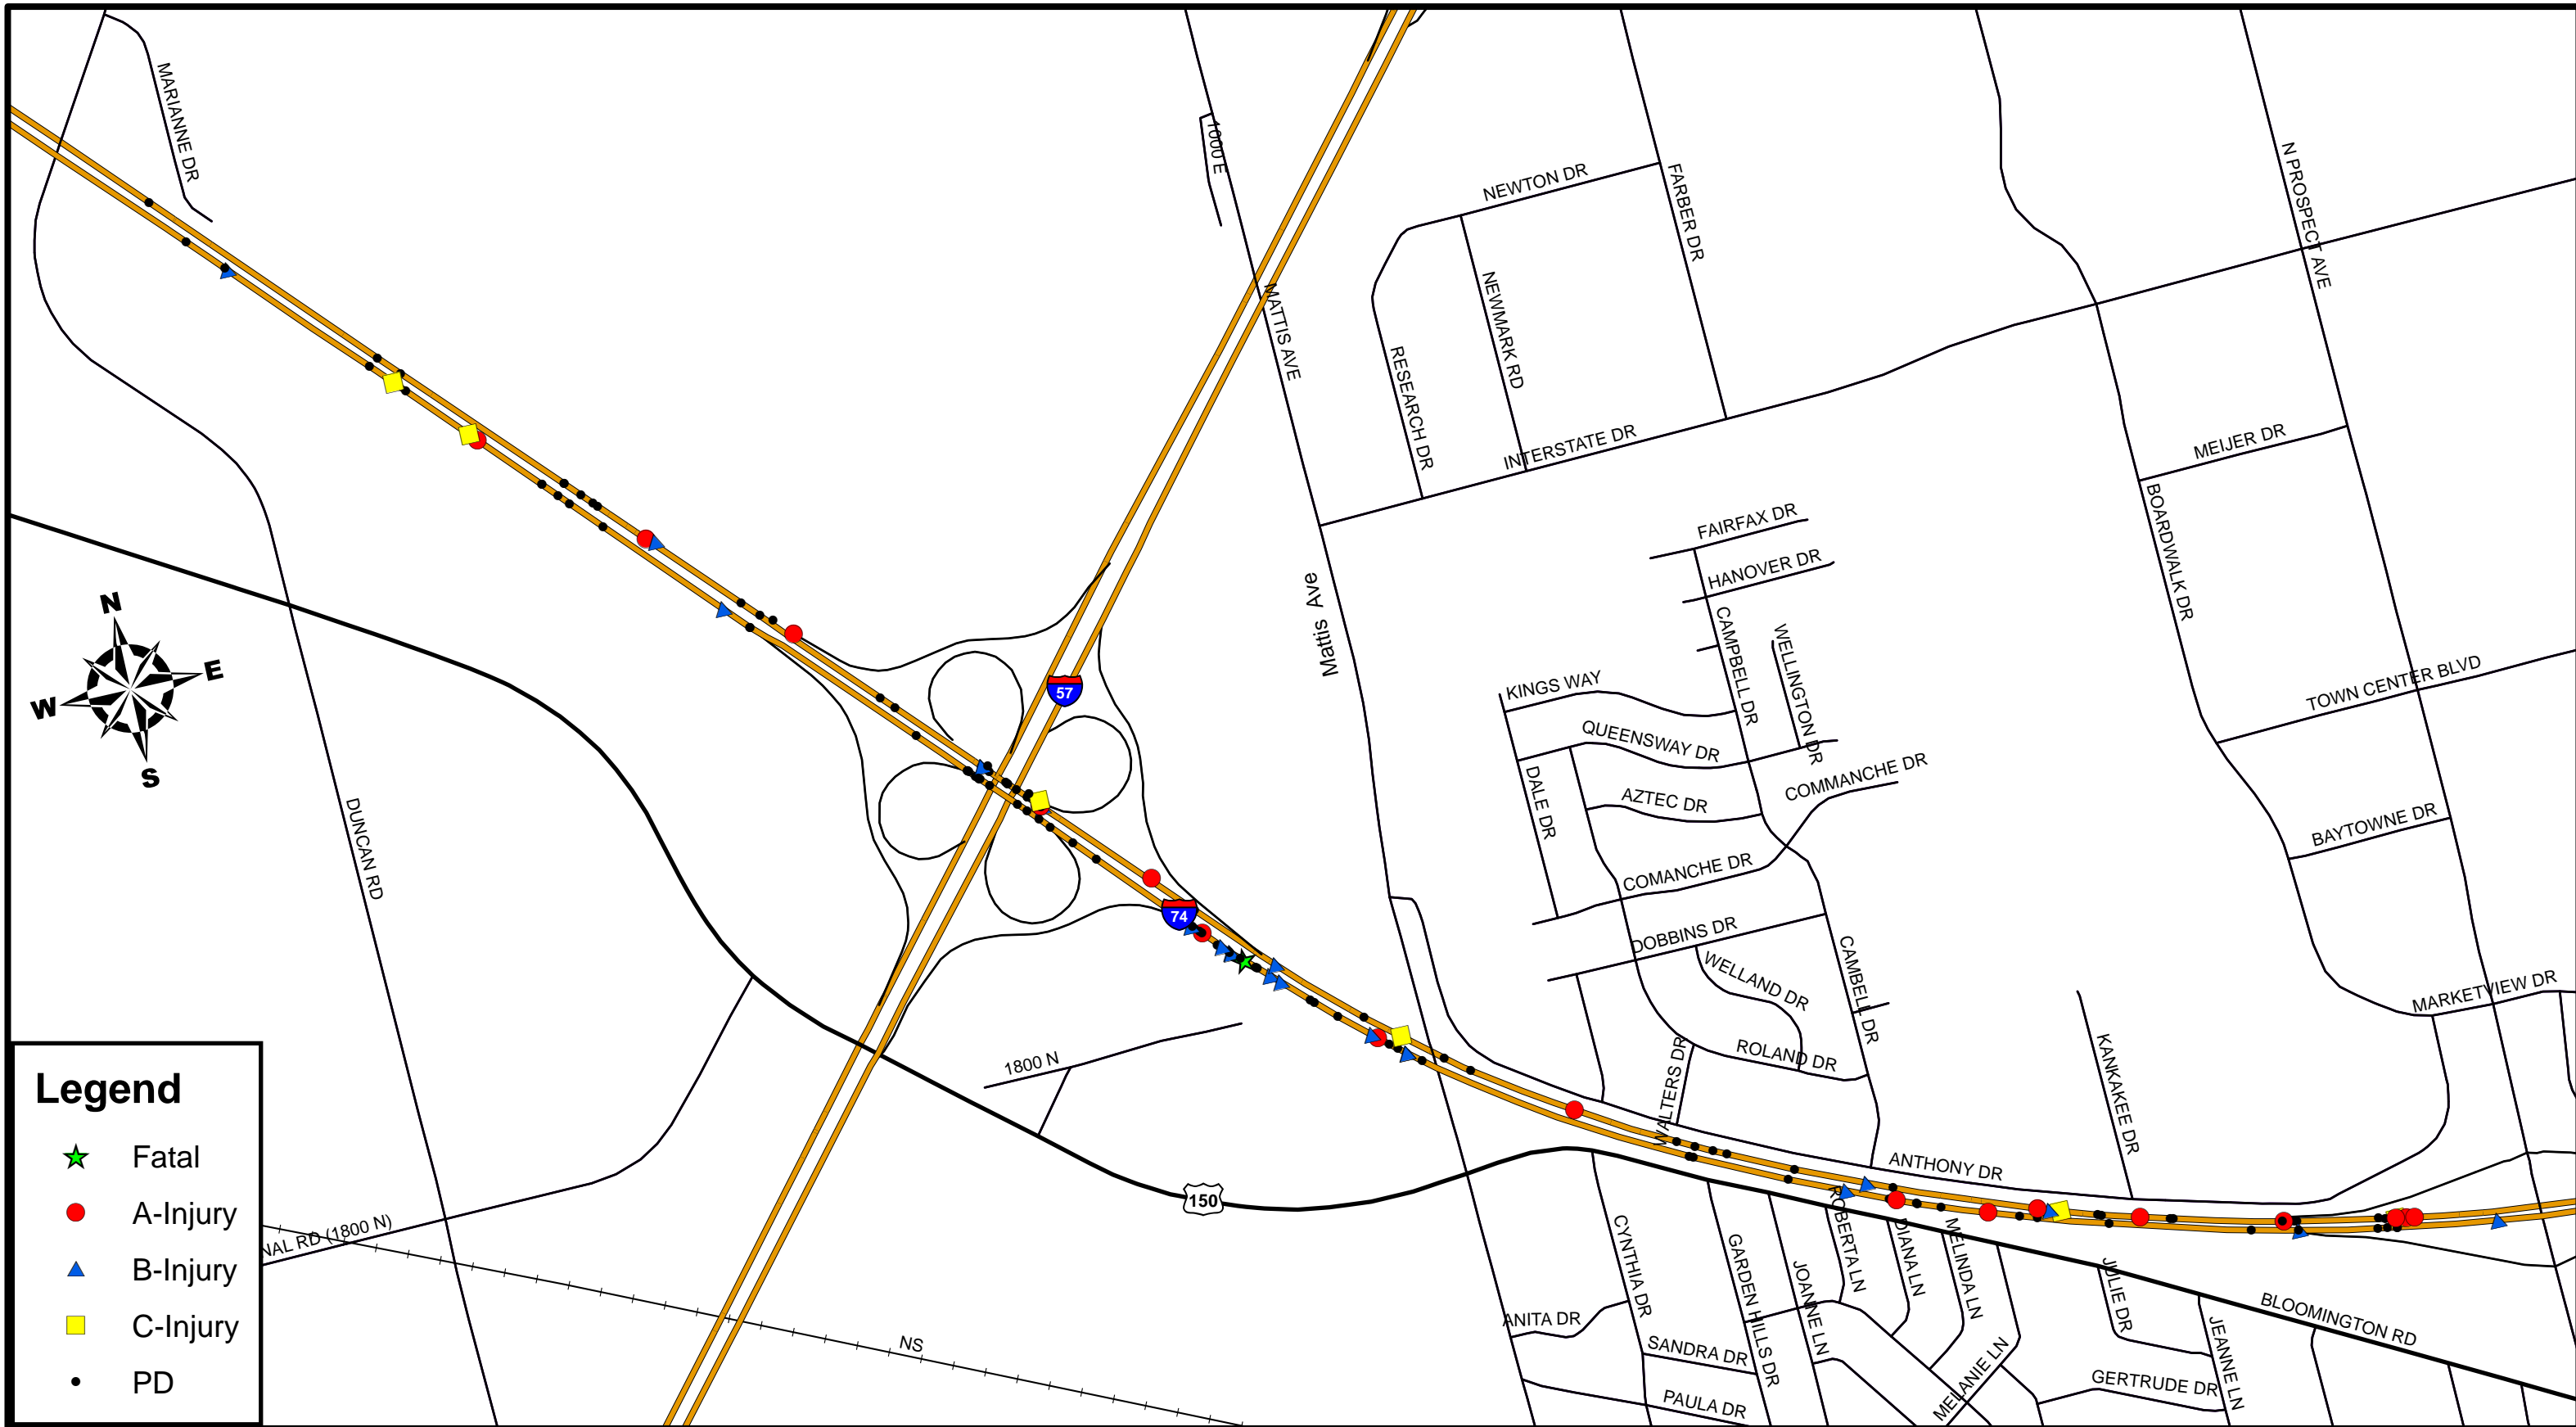 MARIANNE DR
1000 E
NEWTON DR
FARBER DR
N PROSPECT AVE
MATTIS AVE
NEWMARK RD
RESEARCH DR
INTERSTATE DR
MEIJER DR
BOARDWALK DR
FAIRFAX DR
HANOVER DR
Mattis Ave
CAMPBELL DR
WELLINGTON DR
N
E
W
S
57
KINGS WAY
QUEENSWAY DR
TOWN CENTER BLVD
DALE DR
AZTEC DR
COMMANCHE DR
DUNCAN RD
BAYTOWNE DR
COMANCHE DR
74
DOBBINS DR
WELLAND DR
CAMBELL DR
MARKETVIEW DR
1800 N
WALTERS DR
ROLAND DR
KANKAKEE DR
ANTHONY DR
150
NAL RD (1800 N)
CYNTHIA DR
GARDEN HILLS DR
JOANNE LN
ROBERTA LN
DIANA LN
MELINDA LN
JULIE DR
BLOOMINGTON RD
ANITA DR
SANDRA DR
JEANNE LN
NS
MELANIE LN
GERTRUDE DR
PAULA DR
Legend
Fatal
A-Injury
B-Injury
C-Injury
PD